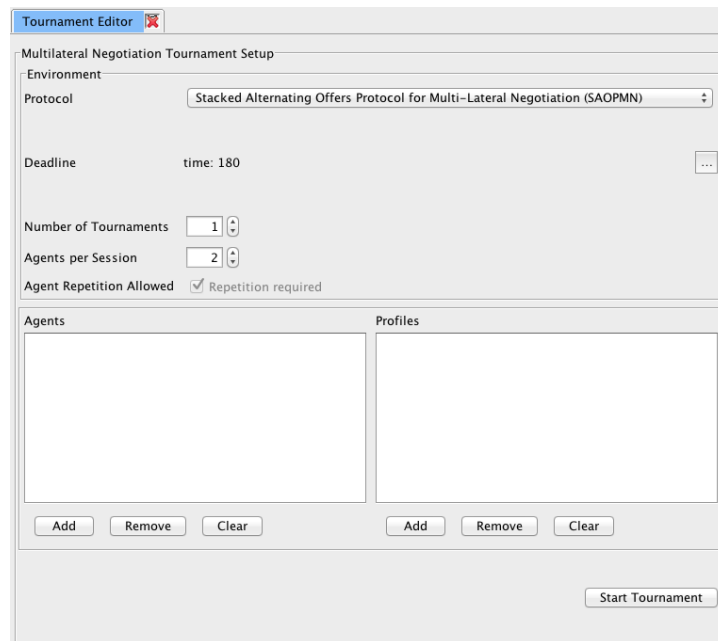 Tournament Editor
Multilateral Negotiation Tournament Setup
Environment
Protocol Stacked Alternating Offers Protocol for Multi-Lateral Negotiation (SAOPMN)
Deadline time: 180 ...
Number of Tournaments 1
Agents per Session 2
Agent Repetition Allowed Repetition required
Agents Profiles
Add Remove Clear Add Remove Clear
Start Tournament